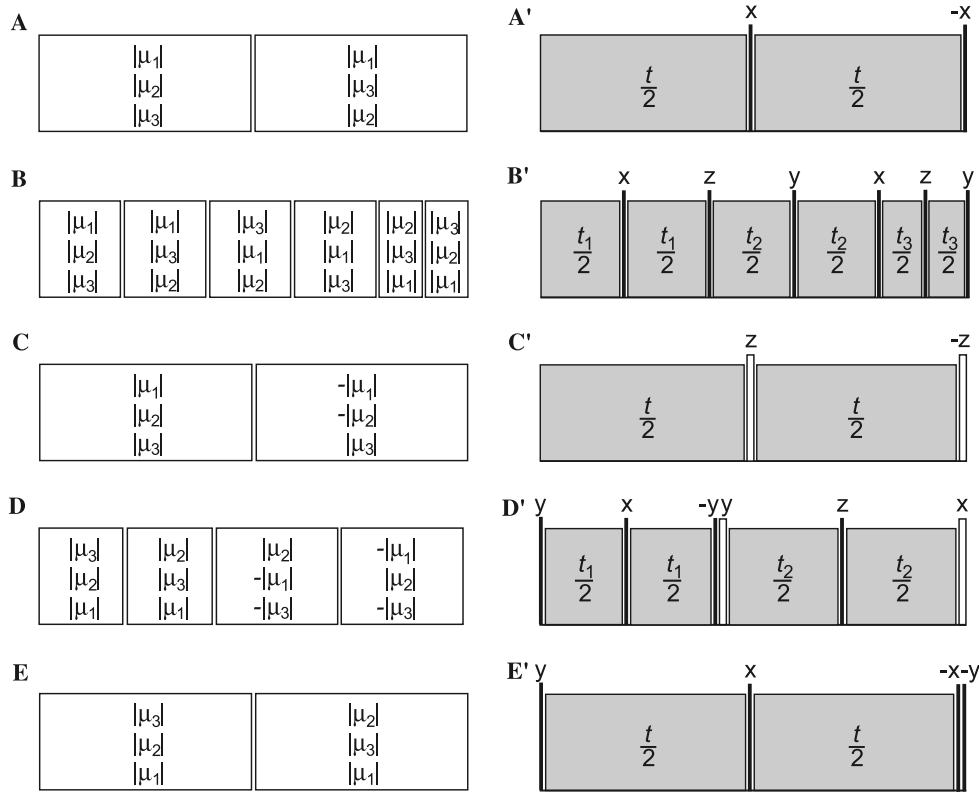 A A'
x -x
|μ₁| |μ₁|
|μ₂| |μ₃|
|μ₃| |μ₂|
t/2 t/2
B B'
x z y x z y
|μ₁| |μ₁| |μ₃| |μ₂| |μ₂| |μ₃|
|μ₂| |μ₃| |μ₁| |μ₁| |μ₃| |μ₂|
|μ₃| |μ₂| |μ₂| |μ₃| |μ₁| |μ₁|
t₁/2 t₁/2 t₂/2 t₂/2 t₃/2 t₃/2
C C'
z -z
|μ₁| -|μ₁|
|μ₂| -|μ₂|
|μ₃| |μ₃|
t/2 t/2
D D'
y x -y y z x
|μ₃| |μ₂| |μ₂| -|μ₁|
|μ₂| |μ₃| -|μ₁| |μ₂|
|μ₁| |μ₁| -|μ₃| -|μ₃|
t₁/2 t₁/2 t₂/2 t₂/2
E E'
y x -x -y
|μ₃| |μ₂|
|μ₂| |μ₃|
|μ₁| |μ₁|
t/2 t/2